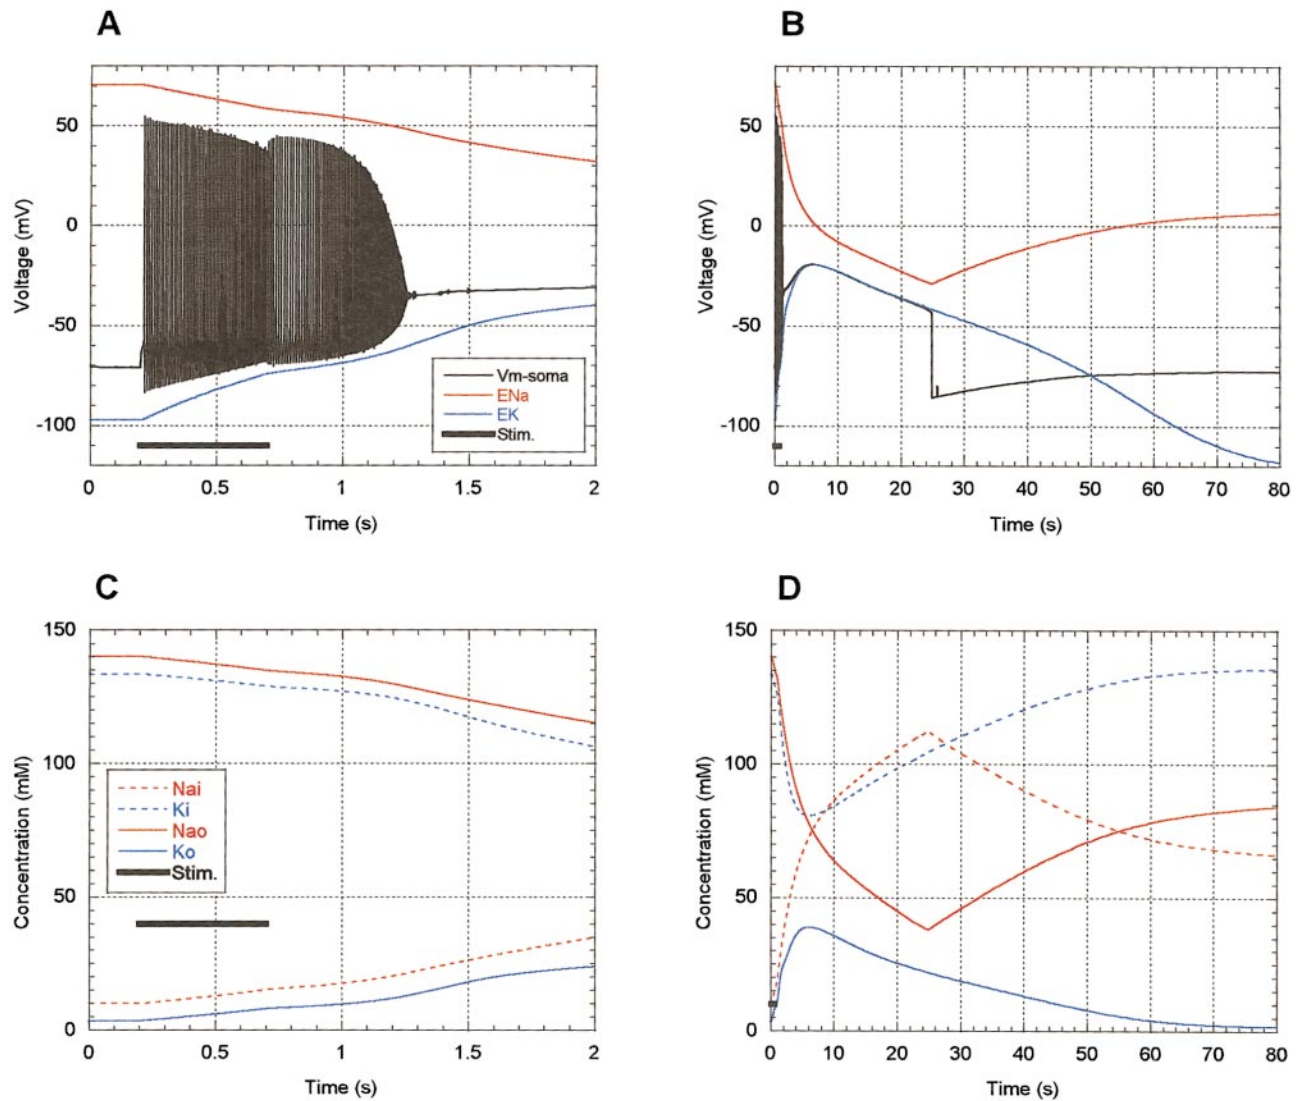 A
B
50
0
-50
-100
Voltage (mV)
Vm-soma
ENa
EK
Stim.
0
0.5
1
1.5
2
Time (s)
50
0
-50
-100
Voltage (mV)
0
10
20
30
40
50
60
70
80
Time (s)
C
D
150
100
50
0
Concentration (mM)
Nai
Ki
Nao
Ko
Stim.
0
0.5
1
1.5
2
Time (s)
150
100
50
0
Concentration (mM)
0
10
20
30
40
50
60
70
80
Time (s)